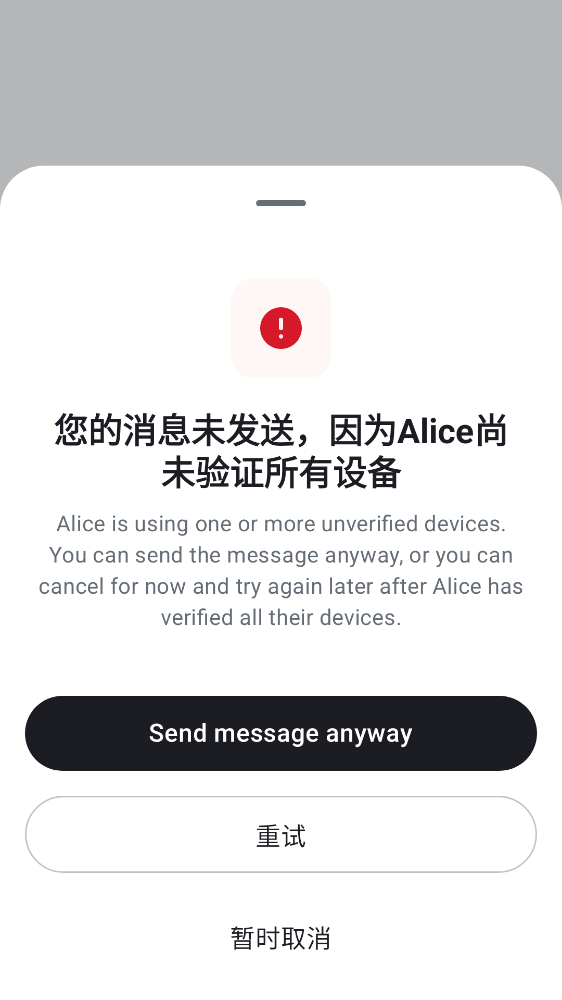 您的消息未发送，因为Alice尚
未验证所有设备
Alice is using one or more unverified devices.
You can send the message anyway, or you can
cancel for now and try again later after Alice has
verified all their devices.
Send message anyway
重试
暂时取消